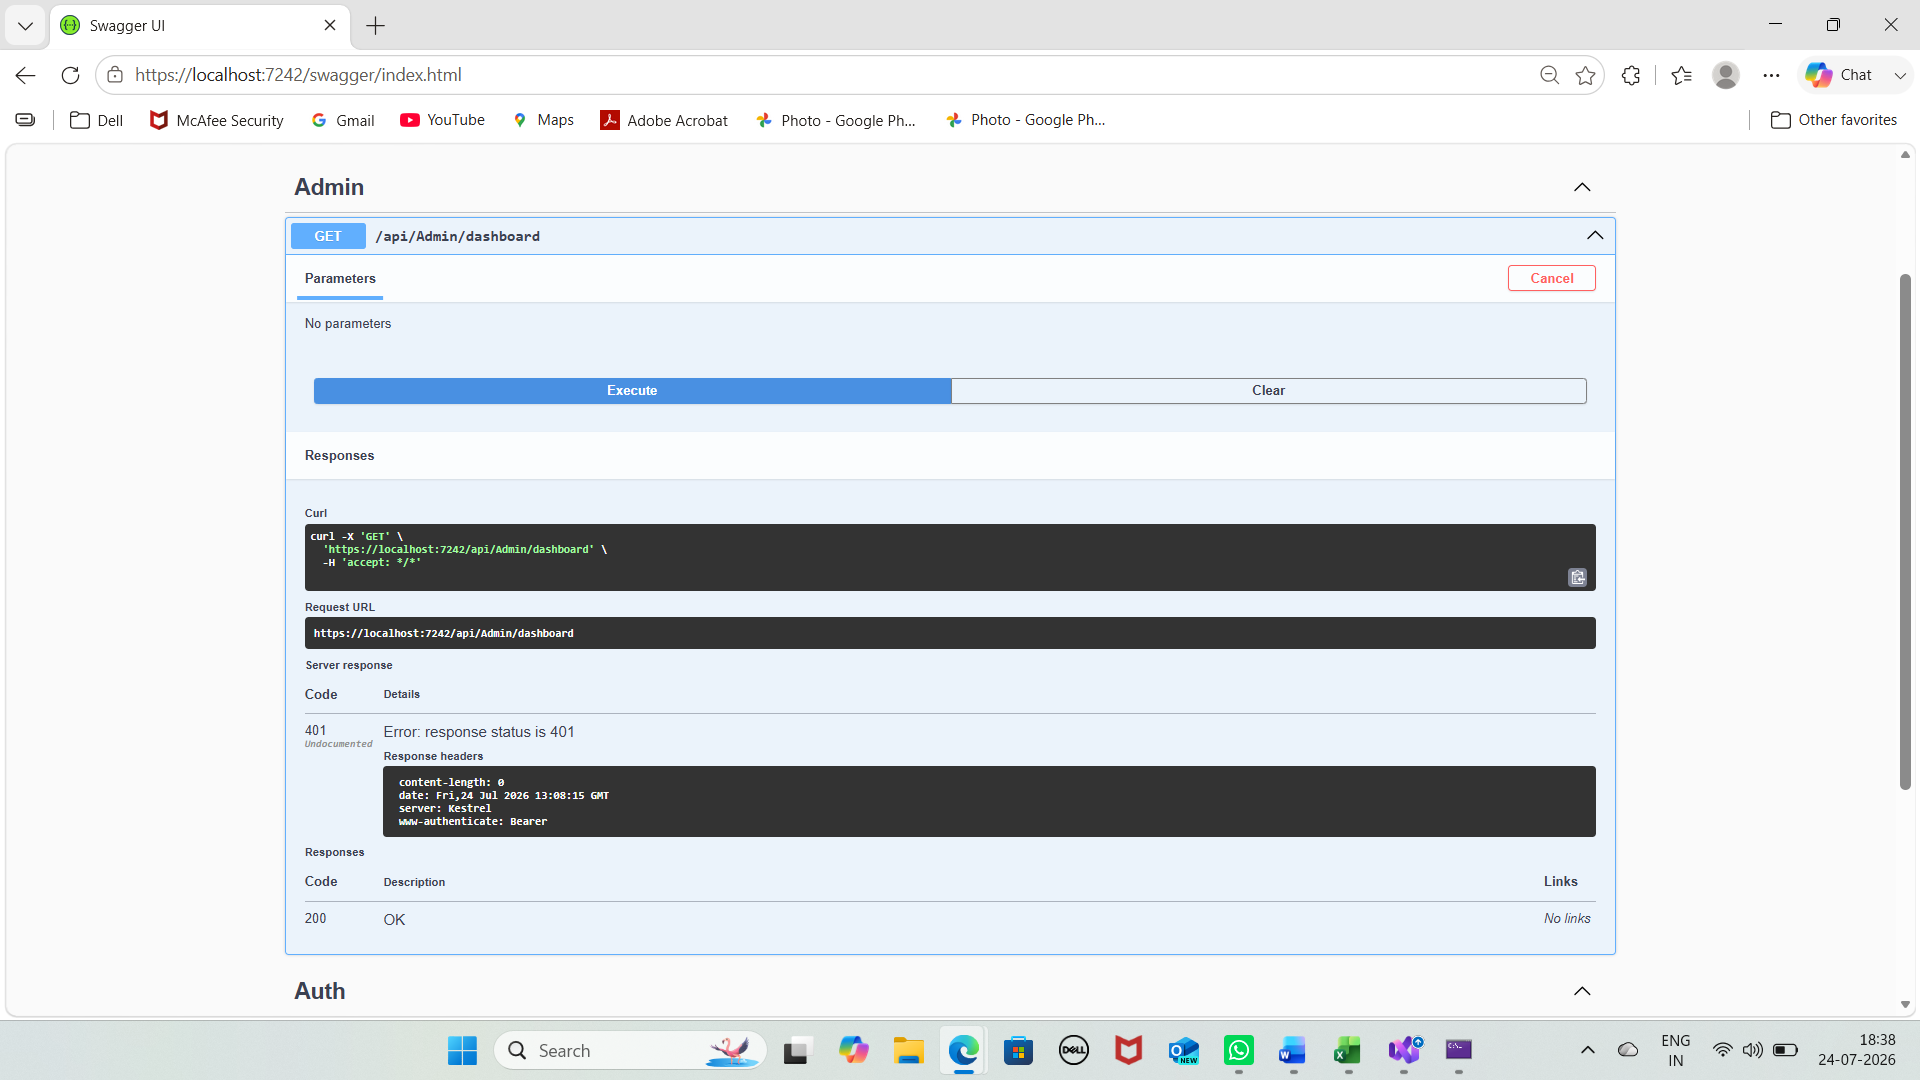 Swagger UI
https://localhost:7242/swagger/index.html
Chat
Dell
McAfee Security
Gmail
YouTube
Maps
Adobe Acrobat
Photo - Google Ph...
Photo - Google Ph...
Other favorites
Admin
GET /api/Admin/dashboard
Parameters
Cancel
No parameters
Execute
Clear
Responses
Curl
curl -X 'GET' \
'https://localhost:7242/api/Admin/dashboard' \
-H 'accept: */*'
Request URL
https://localhost:7242/api/Admin/dashboard
Server response
Code Details
401 Error: response status is 401
Undocumented
Response headers
content-length: 0
date: Fri,24 Jul 2026 13:08:15 GMT
server: Kestrel
www-authenticate: Bearer
Responses
Code Description Links
200 OK No links
Auth
Search
DELL
NEW
ENG
IN
18:38
24-07-2026